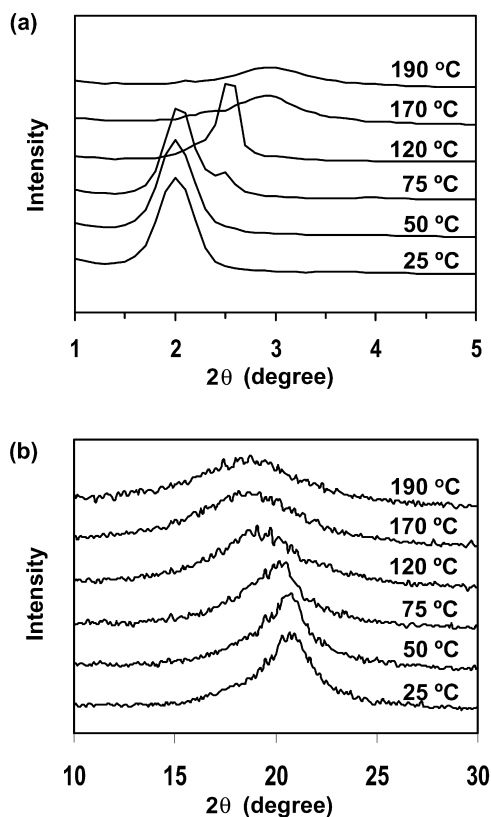 (a)
190 ºC
170 ºC
120 ºC
75 ºC
50 ºC
25 ºC
Intensity
1 2 3 4 5
2θ (degree)
(b)
190 ºC
170 ºC
120 ºC
75 ºC
50 ºC
25 ºC
Intensity
10 15 20 25 30
2θ (degree)